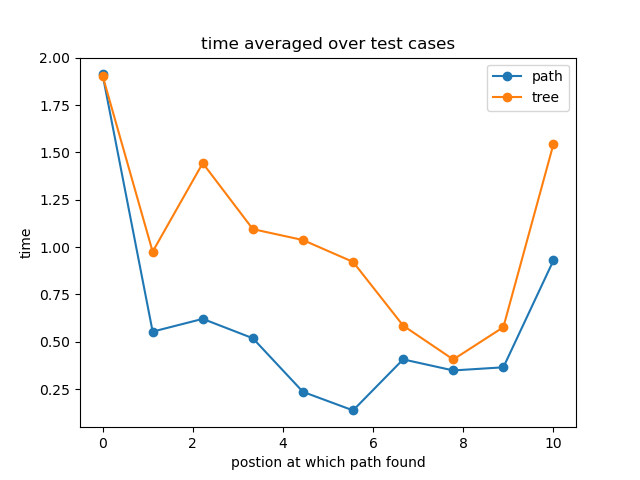 time averaged over test cases
path
tree
2.00
1.75
1.50
1.25
1.00
0.75
0.50
0.25
time
0 2 4 6 8 10
postion at which path found